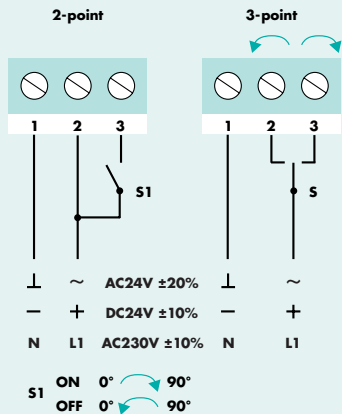 2-point 3-point
1 2 3 1 2 3
S1 S
⊥ ~ AC24V ±20% ⊥ ~
− + DC24V ±10% − +
N L1 AC230V ±10% N L1
S1 ON 0° 90°
OFF 0° 90°